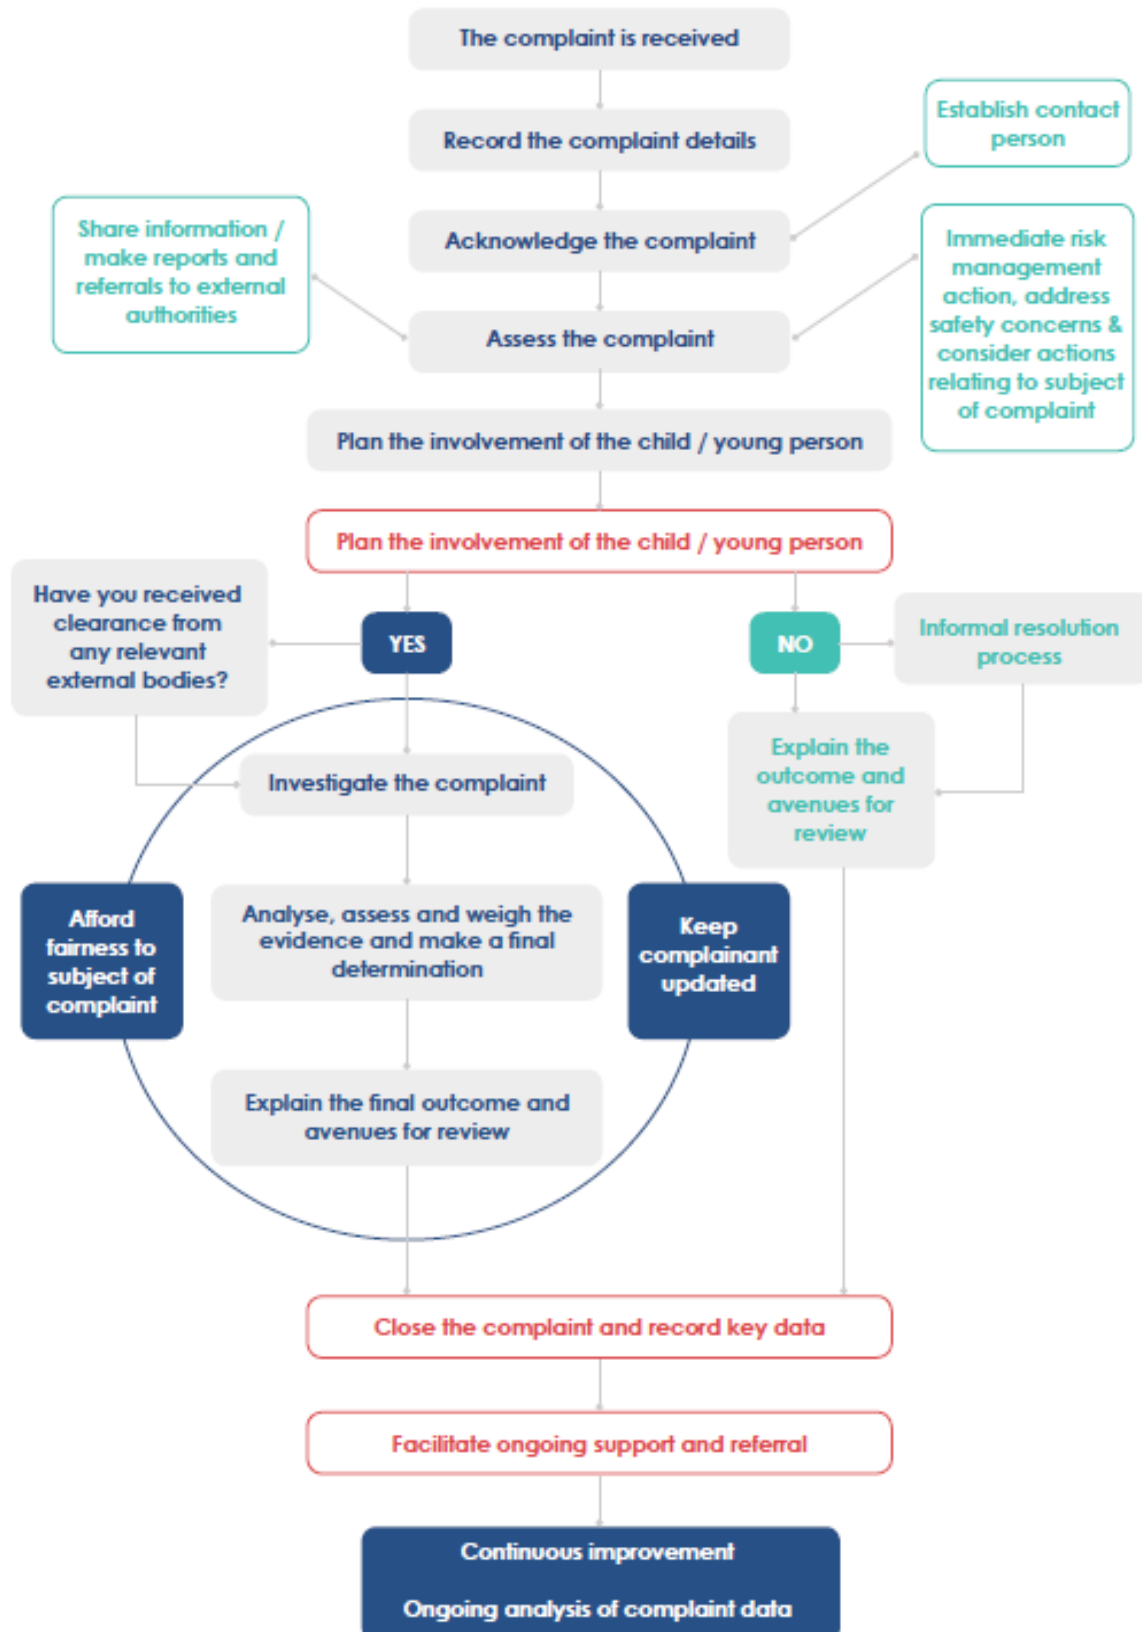 The complaint is received
Record the complaint details
Establish contact
person
Acknowledge the complaint
Share information /
make reports and
referrals to external
authorities
Immediate risk
management
action, address
safety concerns &
consider actions
relating to subject
of complaint
Assess the complaint
Plan the involvement of the child / young person
Plan the involvement of the child / young person
Have you received
clearance from
any relevant
external bodies?
YES
NO
Informal resolution
process
Investigate the complaint
Explain the
outcome and
avenues for
review
Afford
fairness to
subject of
complaint
Analyse, assess and weigh the
evidence and make a final
determination
Keep
complainant
updated
Explain the final outcome and
avenues for review
Close the complaint and record key data
Facilitate ongoing support and referral
Continuous improvement
Ongoing analysis of complaint data